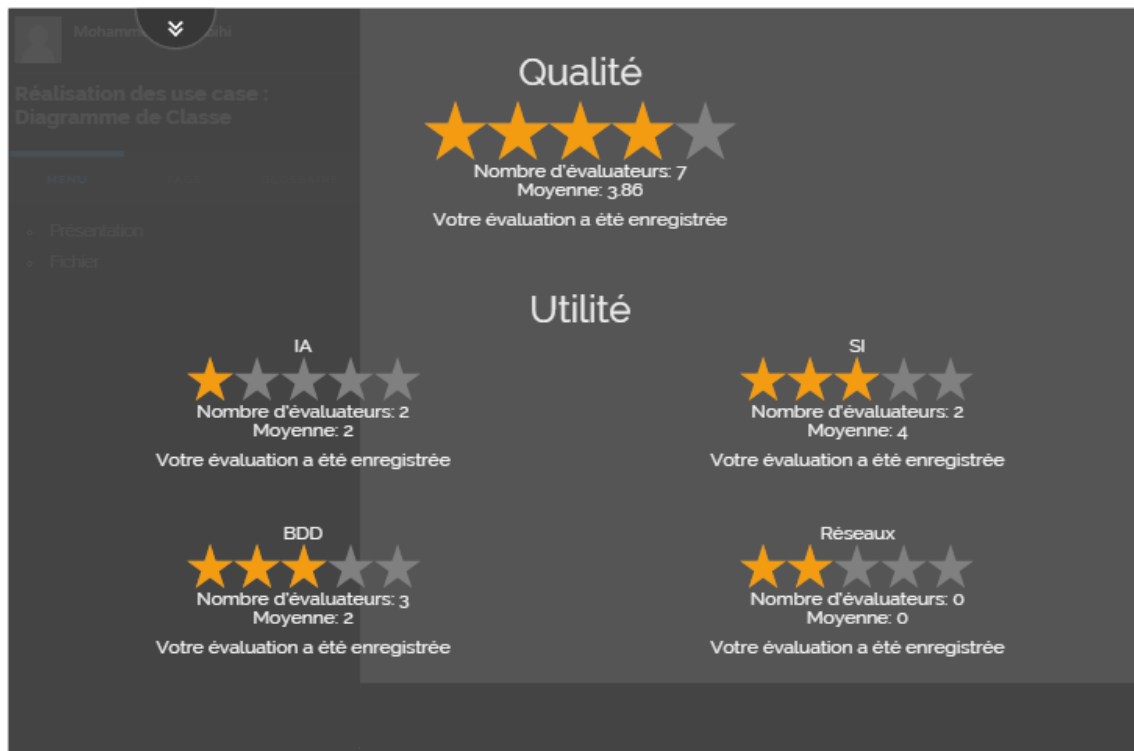 Mohamm
Réalisation des use case :
Diagramme de Classe
MENU
Présentation
Fichier
Qualité
Nombre d'évaluateurs: 7
Moyenne: 3.86
Votre évaluation a été enregistrée
Utilité
IA
Nombre d'évaluateurs: 2
Moyenne: 2
Votre évaluation a été enregistrée
SI
Nombre d'évaluateurs: 2
Moyenne: 4
Votre évaluation a été enregistrée
BDD
Nombre d'évaluateurs: 3
Moyenne: 2
Votre évaluation a été enregistrée
Réseaux
Nombre d'évaluateurs: 0
Moyenne: 0
Votre évaluation a été enregistrée